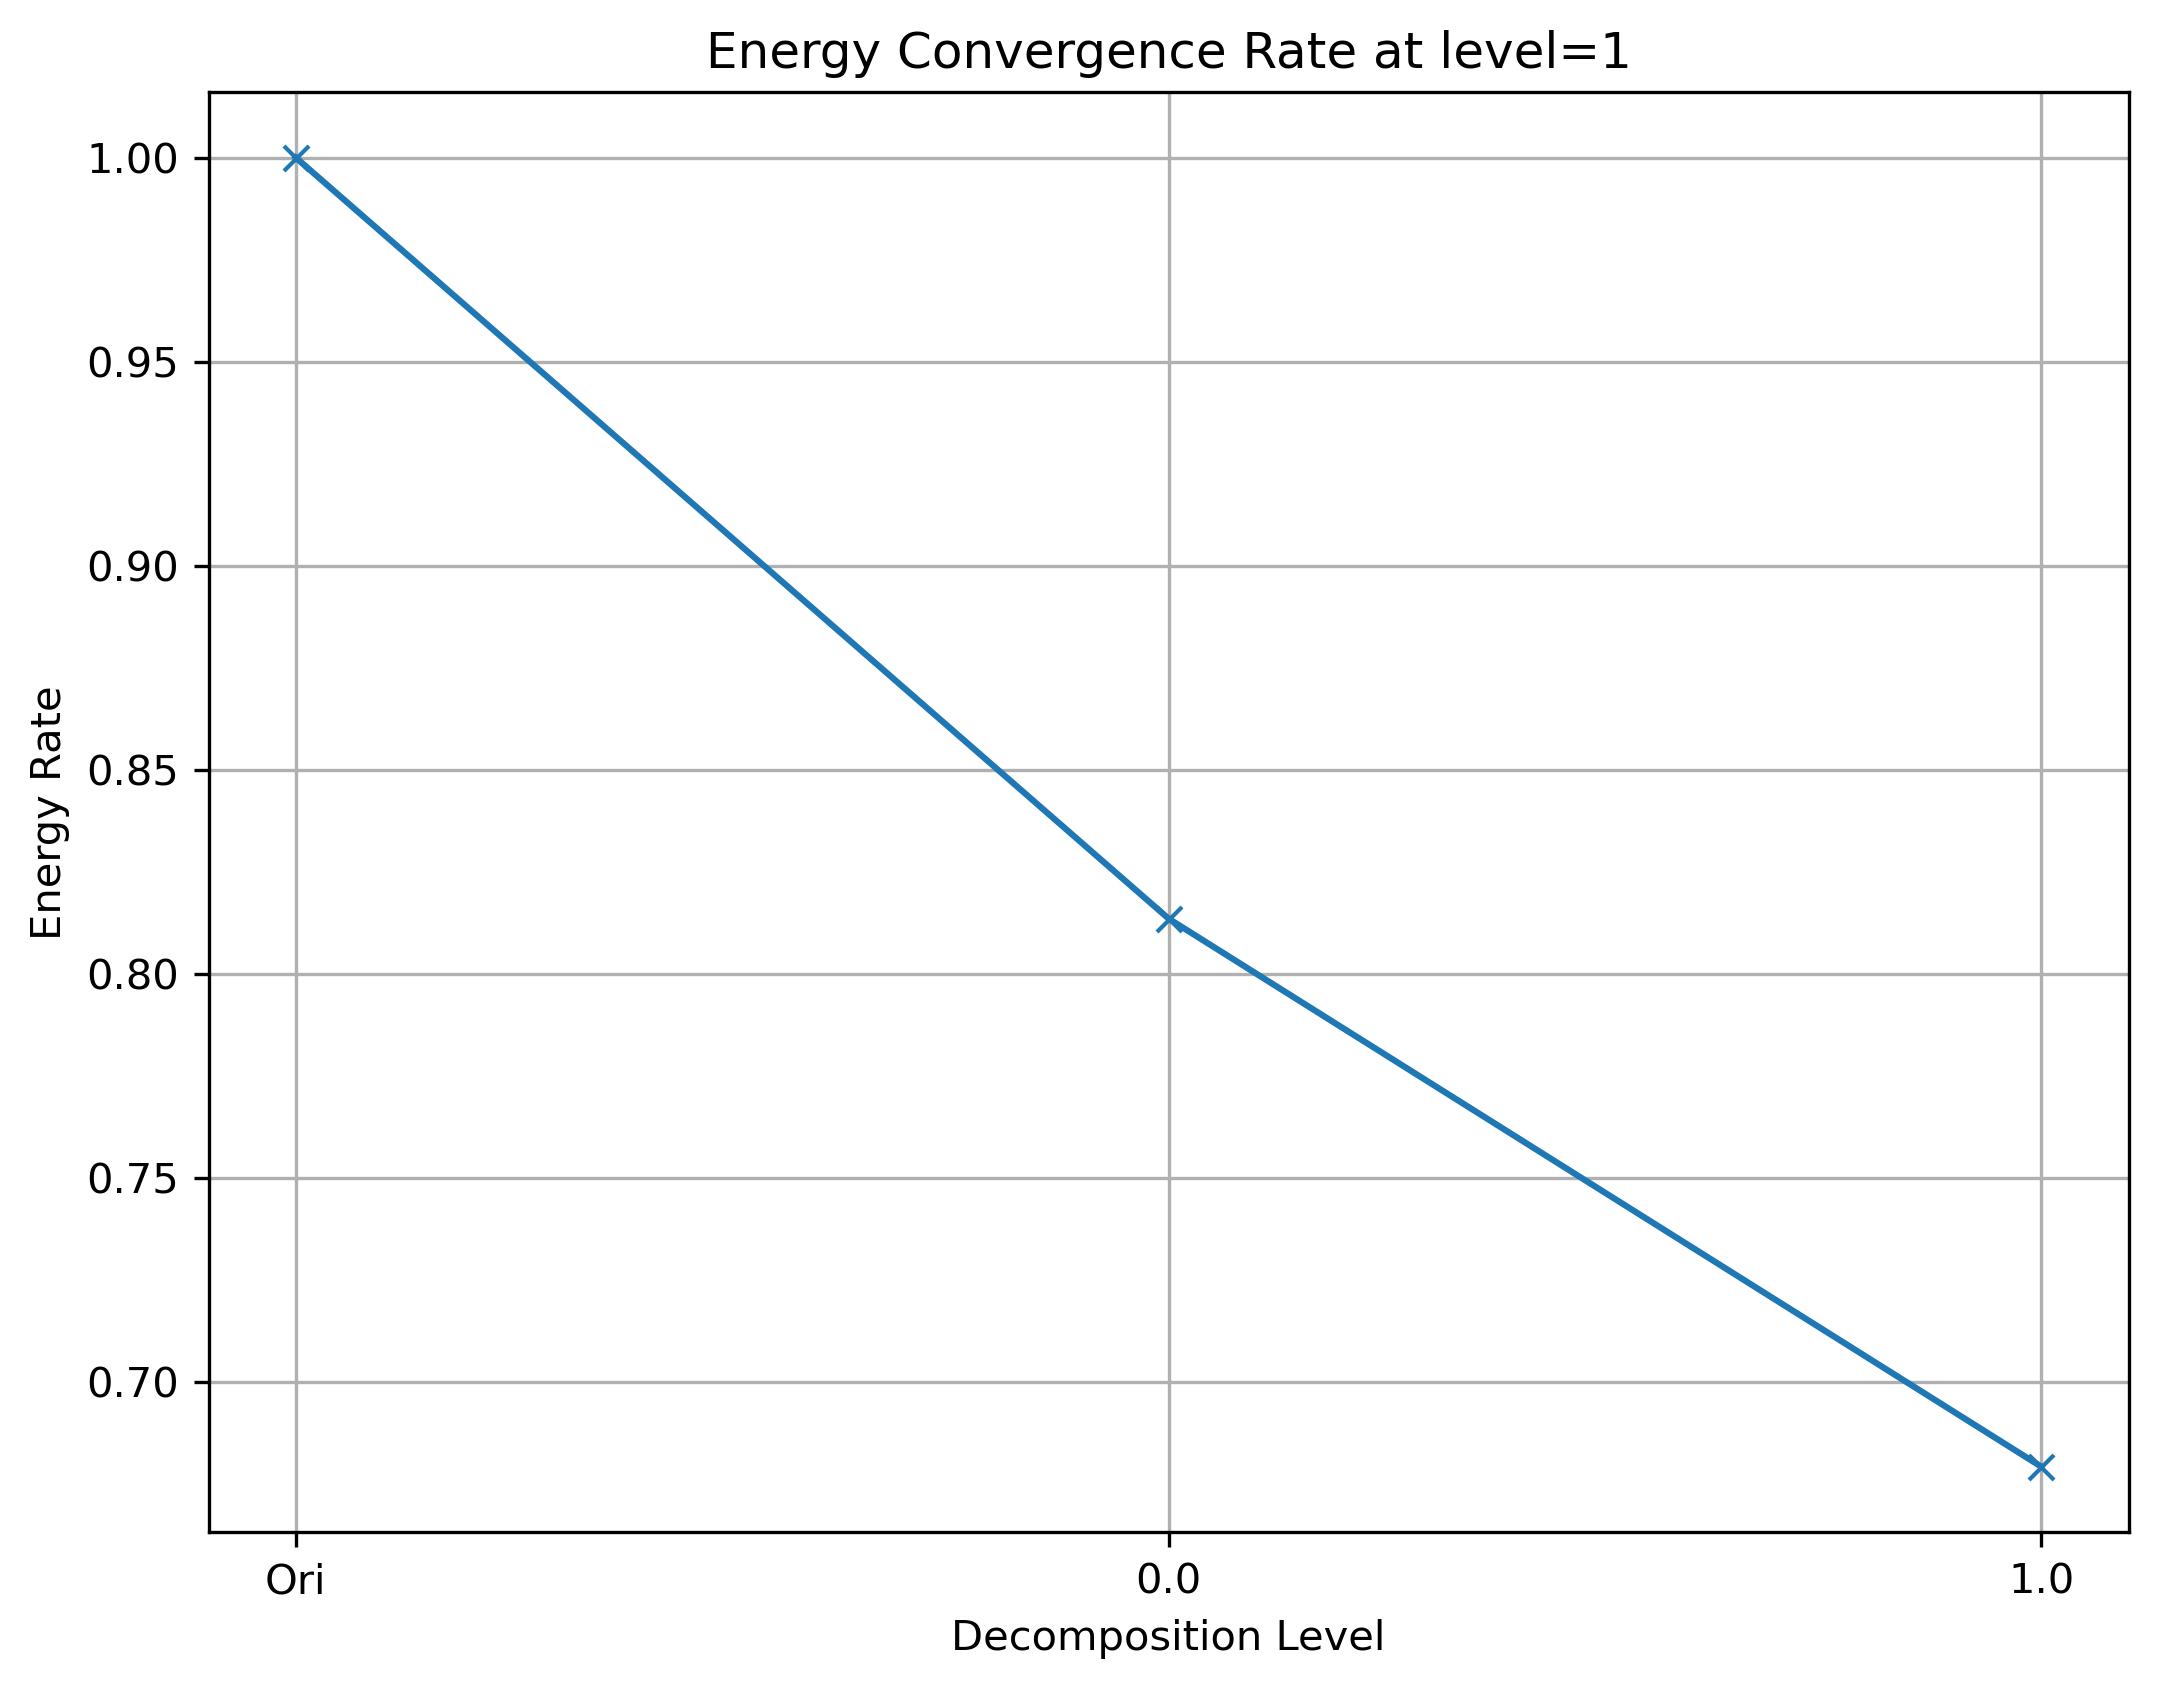 Energy Convergence Rate at level=1
1.00
0.95
0.90
0.85
0.80
0.75
0.70
Energy Rate
Ori 0.0 1.0
Decomposition Level